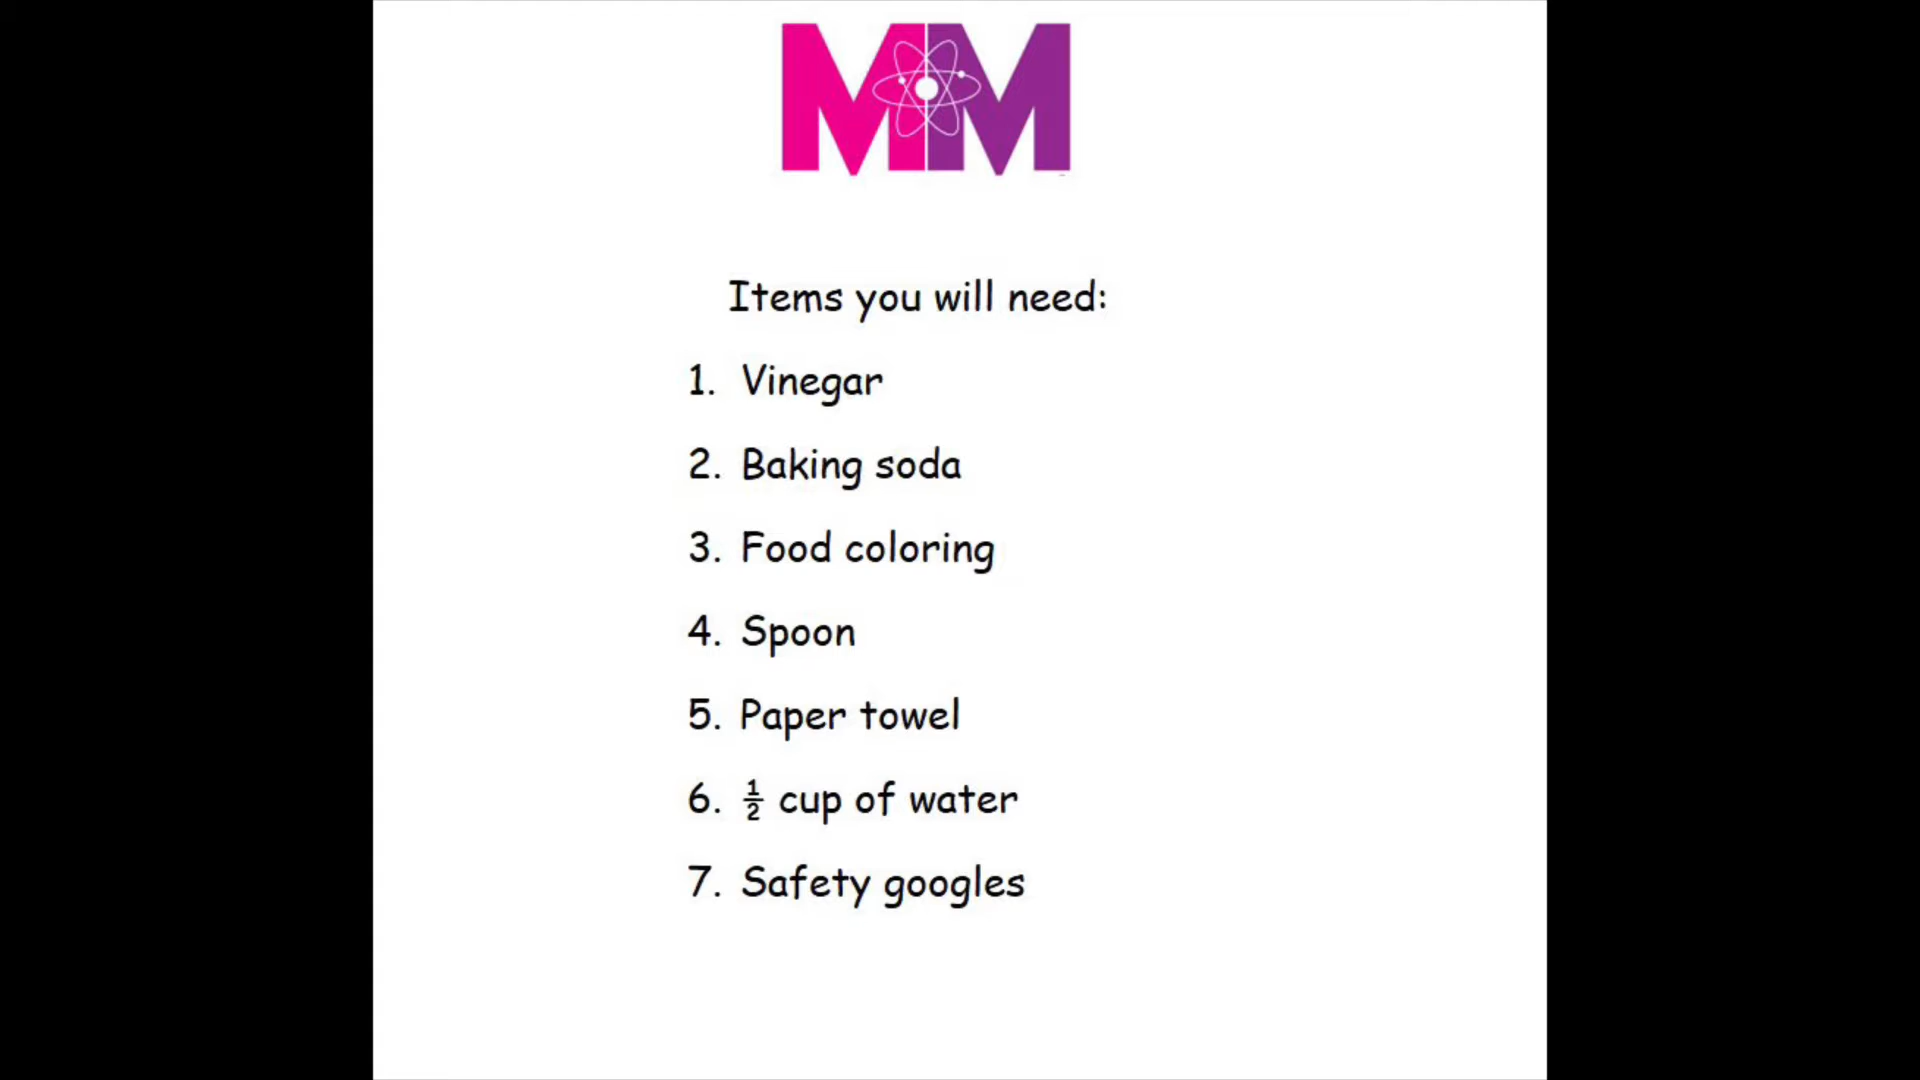 MM
Items you will need:
1. Vinegar
2. Baking soda
3. Food coloring
4. Spoon
5. Paper towel
6. ½ cup of water
7. Safety googles